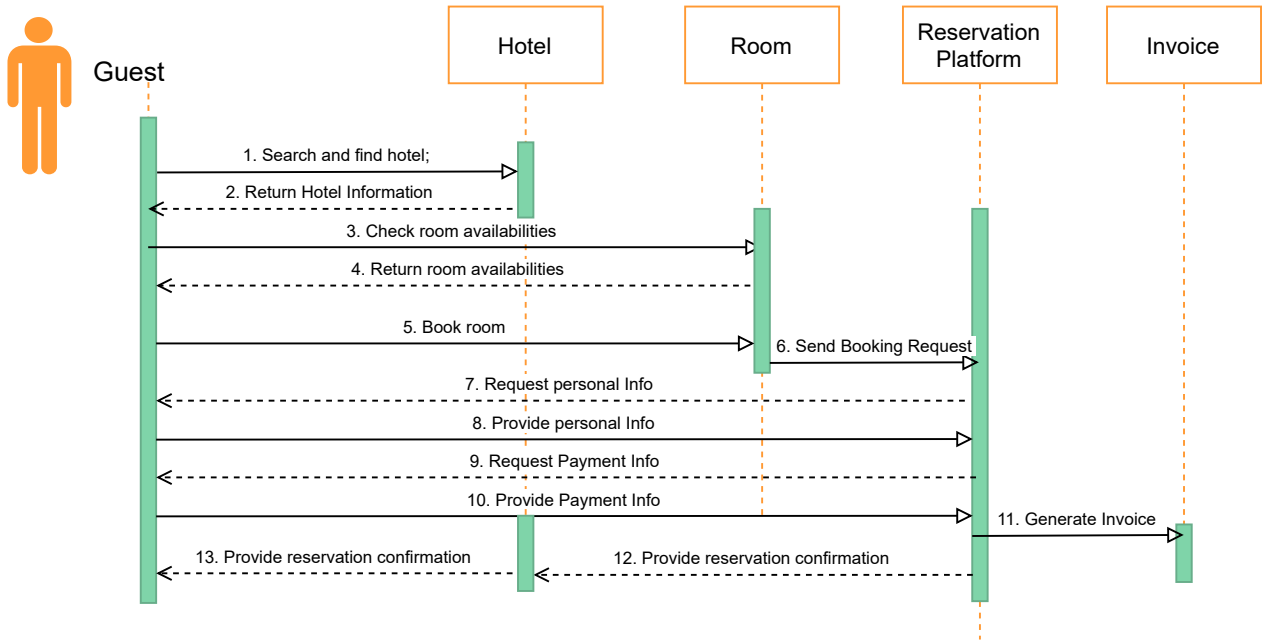 Guest
Hotel
Room
Reservation
Platform
Invoice
1. Search and find hotel;
2. Return Hotel Information
3. Check room availabilities
4. Return room availabilities
5. Book room
6. Send Booking Request
7. Request personal Info
8. Provide personal Info
9. Request Payment Info
10. Provide Payment Info
11. Generate Invoice
12. Provide reservation confirmation
13. Provide reservation confirmation